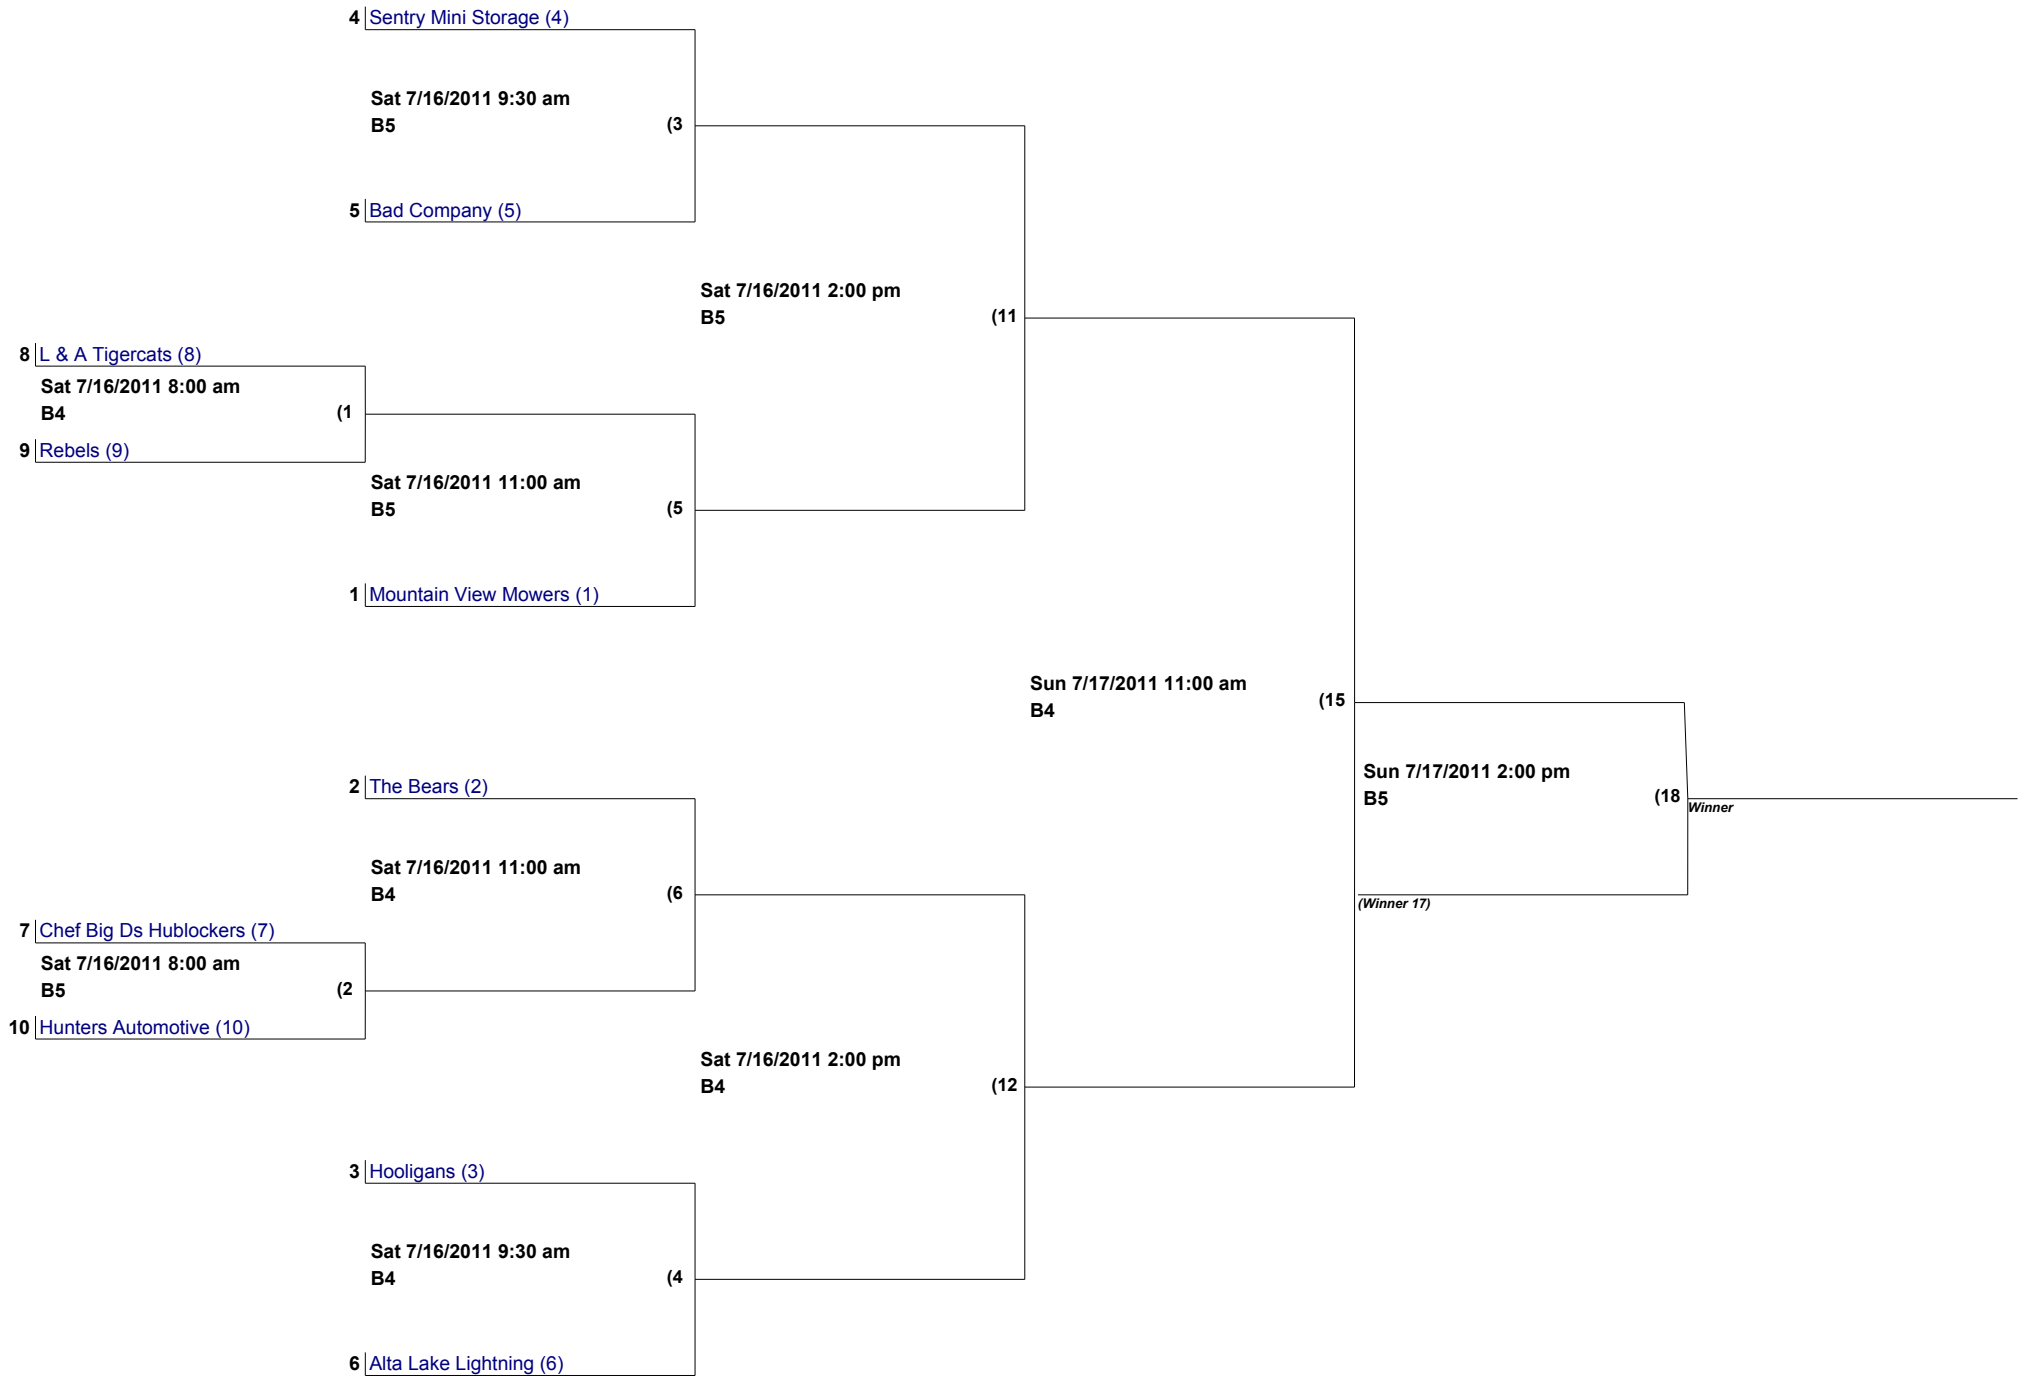 4 Sentry Mini Storage (4)
Sat 7/16/2011 9:30 am
B5 (3
5 Bad Company (5)
Sat 7/16/2011 2:00 pm
B5 (11
8 L & A Tigercats (8)
Sat 7/16/2011 8:00 am
B4 (1
9 Rebels (9)
Sat 7/16/2011 11:00 am
B5 (5
1 Mountain View Mowers (1)
Sun 7/17/2011 11:00 am
B4 (15
2 The Bears (2)
Sun 7/17/2011 2:00 pm
B5 (18 Winner
Sat 7/16/2011 11:00 am
B4 (6
(Winner 17)
7 Chef Big Ds Hublockers (7)
Sat 7/16/2011 8:00 am
B5 (2
10 Hunters Automotive (10)
Sat 7/16/2011 2:00 pm
B4 (12
3 Hooligans (3)
Sat 7/16/2011 9:30 am
B4 (4
6 Alta Lake Lightning (6)